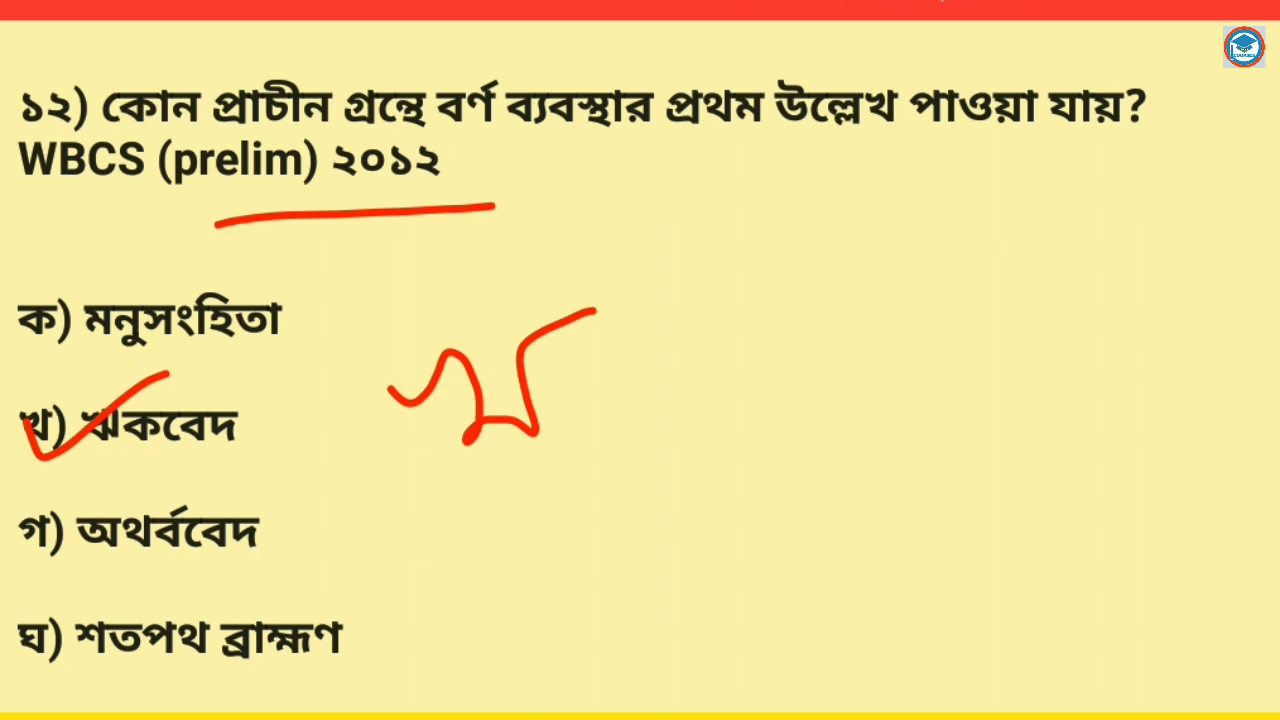 ১২) কোন প্রাচীন গ্রন্থে বর্ণ ব্যবস্থার প্রথম উল্লেখ পাওয়া যায়?
WBCS (prelim) ২০১২
ক) মনুসংহিতা
খ) ঋকবেদ
গ) অথর্ববেদ
ঘ) শতপথ ব্রাহ্মণ